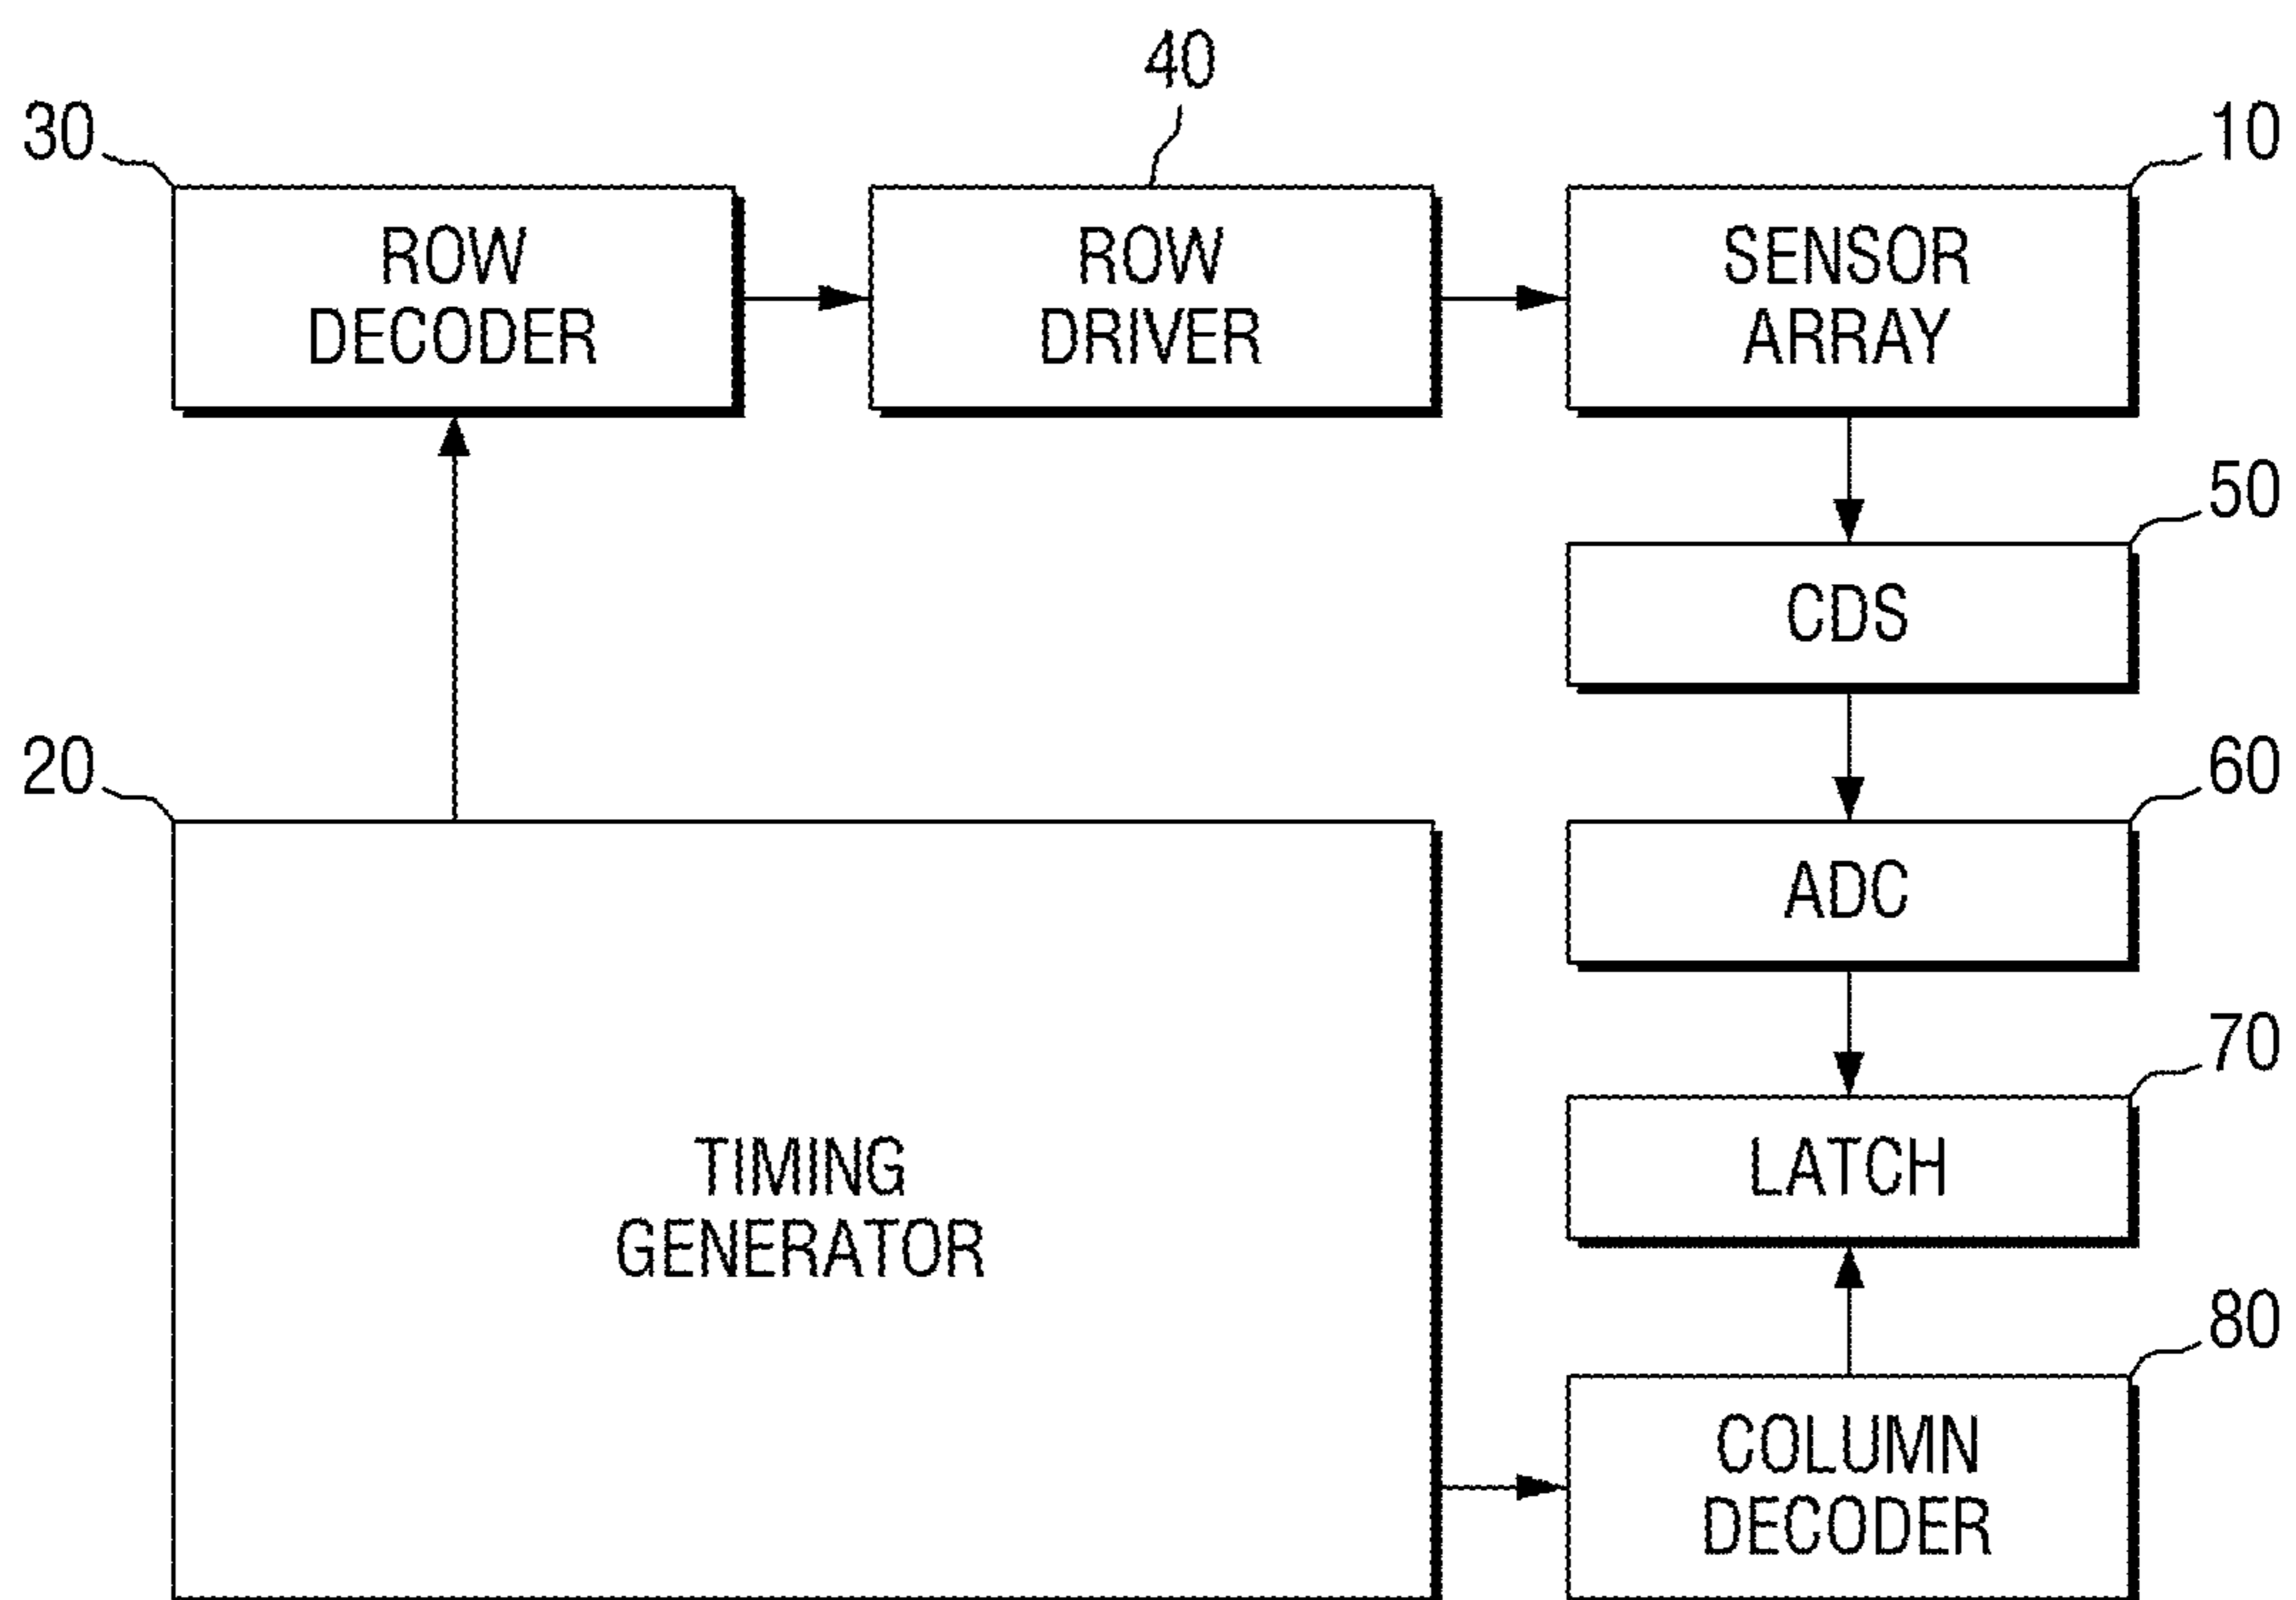 40
30
10
ROW
DECODER
ROW
DRIVER
SENSOR
ARRAY
50
CDS
20
60
ADC
70
TIMING
GENERATOR
LATCH
80
COLUMN
DECODER